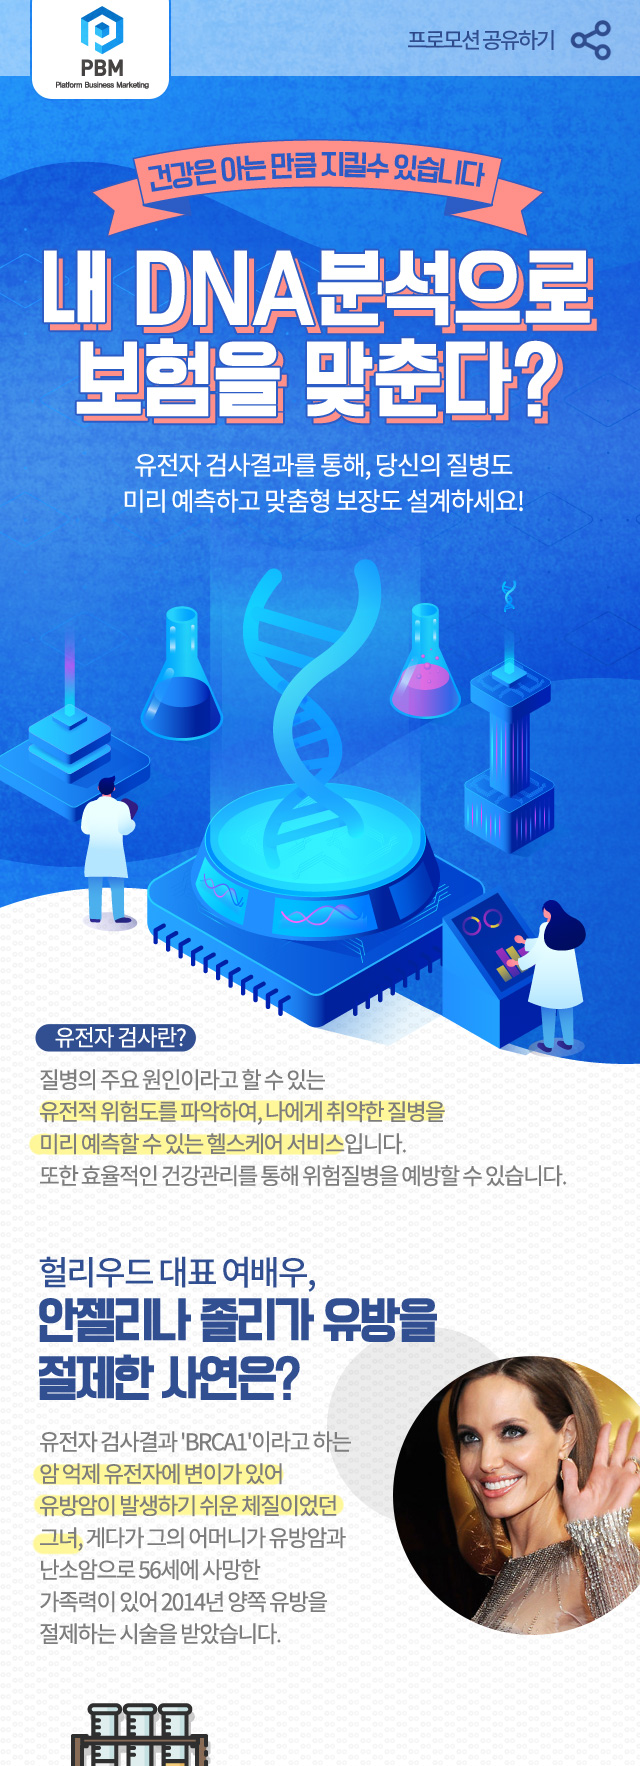 PBM
Platform Business Marketing
프로모션 공유하기
건강은 아는 만큼 지킬수 있습니다
내 DNA분석으로
보험을 맞춘다?
유전자 검사결과를 통해, 당신의 질병도
미리 예측하고 맞춤형 보장도 설계하세요!
유전자 검사란?
질병의 주요 원인이라고 할 수 있는
유전적 위험도를 파악하여, 나에게 취약한 질병을
미리 예측할 수 있는 헬스케어 서비스입니다.
또한 효율적인 건강관리를 통해 위험질병을 예방할 수 있습니다.
헐리우드 대표 여배우,
안젤리나 졸리가 유방을
절제한 사연은?
유전자 검사결과 'BRCA1'이라고 하는
암 억제 유전자에 변이가 있어
유방암이 발생하기 쉬운 체질이었던
그녀, 게다가 그의 어머니가 유방암과
난소암으로 56세에 사망한
가족력이 있어 2014년 양쪽 유방을
절제하는 시술을 받았습니다.